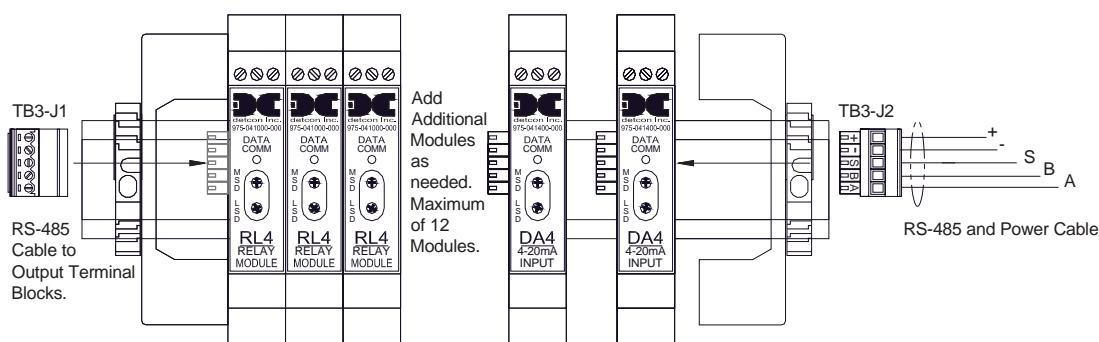 TB3-J1
RS-485
Cable to
Output Terminal
Blocks.
detcon Inc.
975-041000-000
DATA
COMM
M
S
D
L
S
D
RL4
RELAY
MODULE
detcon Inc.
975-041000-000
DATA
COMM
M
S
D
L
S
D
RL4
RELAY
MODULE
detcon Inc.
975-041000-000
DATA
COMM
M
S
D
L
S
D
RL4
RELAY
MODULE
Add
Additional
Modules
as
needed.
Maximum
of 12
Modules.
detcon Inc.
975-041400-000
DATA
COMM
M
S
D
L
S
D
DA4
4-20mA
INPUT
detcon Inc.
975-041400-000
DATA
COMM
M
S
D
L
S
D
DA4
4-20mA
INPUT
TB3-J2
+
-
S
B
A
+
-
S
B
A
RS-485 and Power Cable